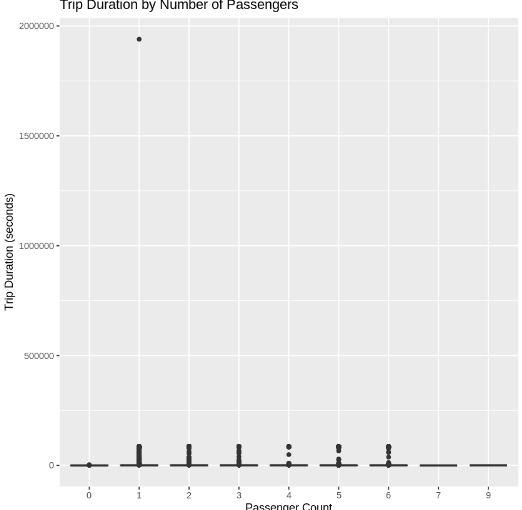 Trip Duration by Number of Passengers
2000000
1500000
1000000
500000
0
Trip Duration (seconds)
0 1 2 3 4 5 6 7 9
Passenger Count